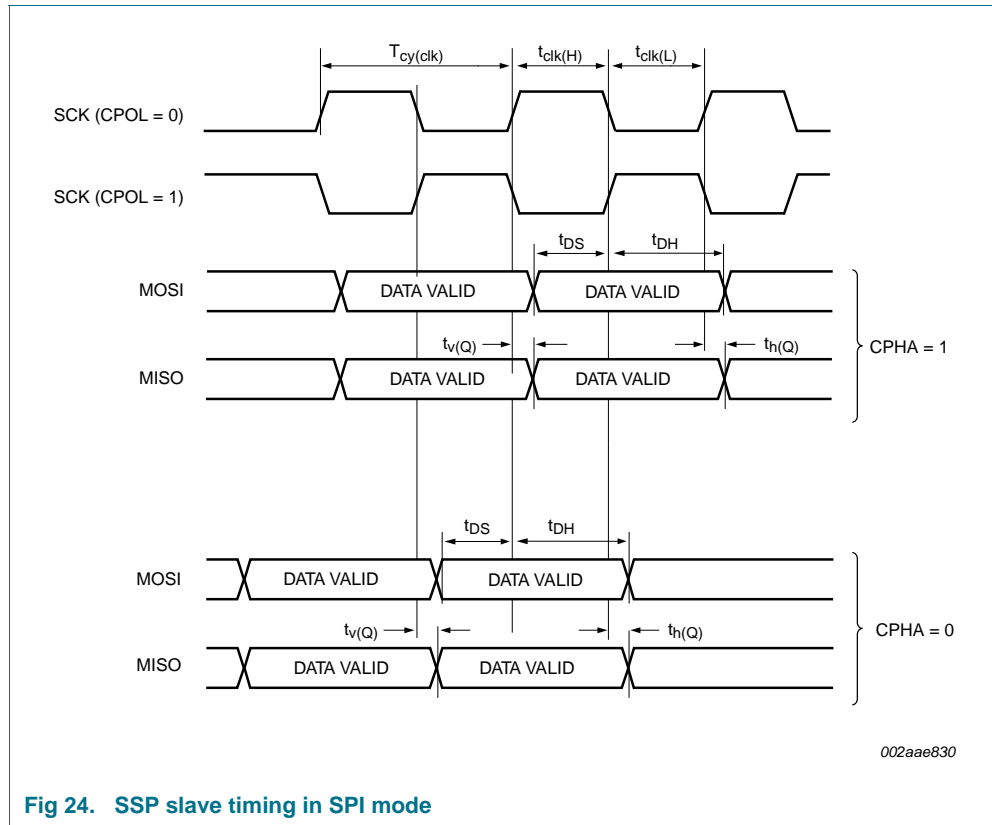 Tcy(clk) tclk(H) tclk(L)
SCK (CPOL = 0)
SCK (CPOL = 1)
tDS tDH
MOSI DATA VALID DATA VALID
tv(Q) th(Q)
CPHA = 1
MISO DATA VALID DATA VALID
tDS tDH
MOSI DATA VALID DATA VALID
tv(Q) th(Q)
CPHA = 0
MISO DATA VALID DATA VALID
002aae830
Fig 24. SSP slave timing in SPI mode